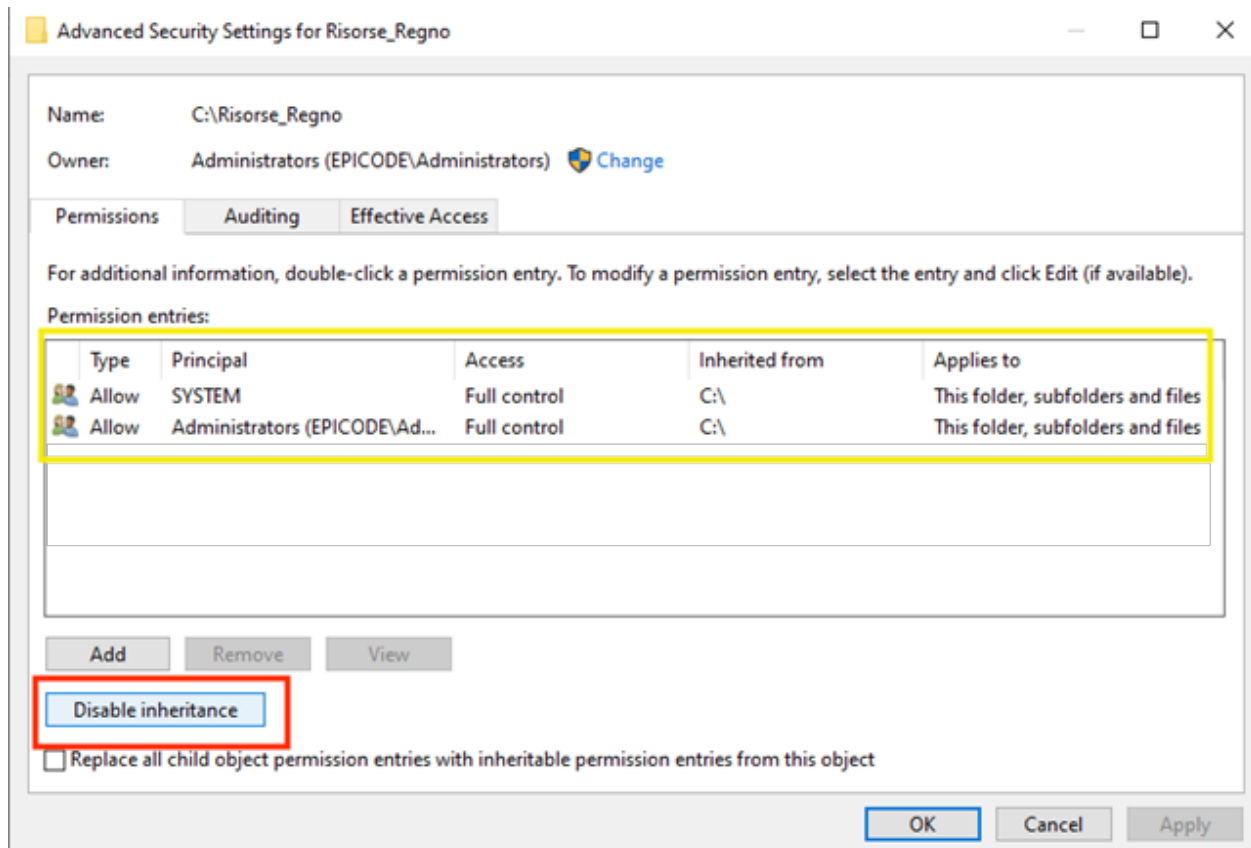 Advanced Security Settings for Risorse_Regno
Name: C:\Risorse_Regno
Owner: Administrators (EPICODE\Administrators) Change
Permissions Auditing Effective Access
For additional information, double-click a permission entry. To modify a permission entry, select the entry and click Edit (if available).
Permission entries:
Type Principal Access Inherited from Applies to
Allow SYSTEM Full control C:\ This folder, subfolders and files
Allow Administrators (EPICODE\Ad... Full control C:\ This folder, subfolders and files
Add Remove View
Disable inheritance
Replace all child object permission entries with inheritable permission entries from this object
OK Cancel Apply